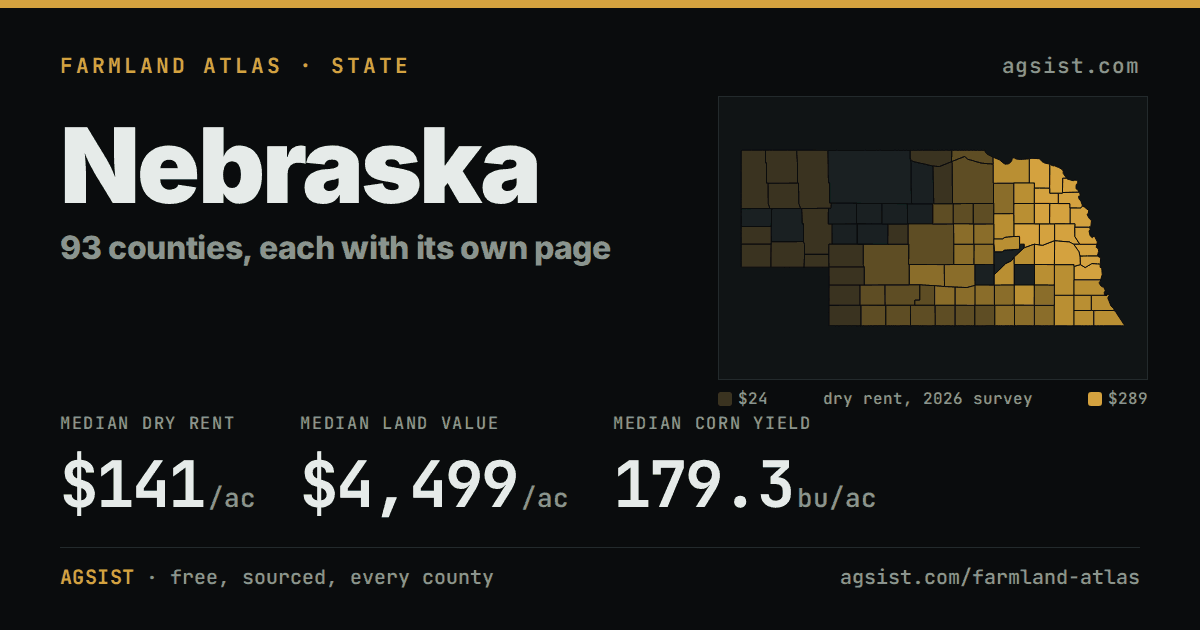 FARMLAND ATLAS · STATE
agsist.com
Nebraska
93 counties, each with its own page
$24
dry rent, 2026 survey
$289
MEDIAN DRY RENT
MEDIAN LAND VALUE
MEDIAN CORN YIELD
$141/ac
$4,499/ac
179.3bu/ac
AGSIST · free, sourced, every county
agsist.com/farmland-atlas